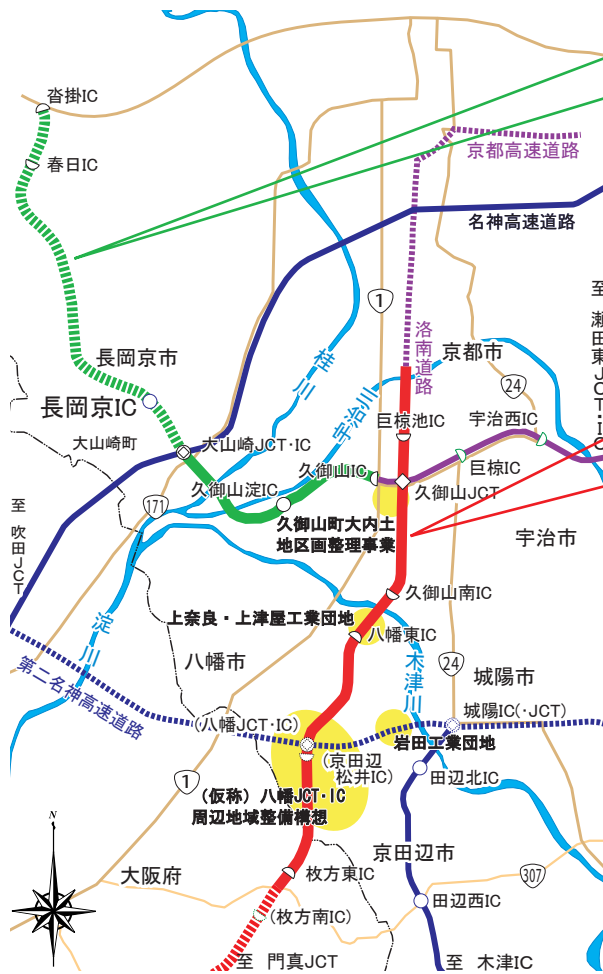 沓掛IC
春日IC
京都高速道路
名神高速道路
1
至 瀬田東JCT・IC
洛南道路
京都市
桂川
宇治川
長岡京市
24
長岡京IC
巨椋池IC
宇治西IC
大山崎町
大山崎JCT・IC
久御山IC
巨椋IC
久御山淀IC
久御山JCT
171
至 吹田JCT
久御山町大内土
地区画整理事業
宇治市
久御山南IC
淀川
上奈良・上津屋工業団地
八幡東IC
八幡市
木津川
24
城陽市
第二名神高速道路
(八幡JCT・IC)
城陽IC(・JCT)
岩田工業団地
(京田辺
松井IC)
田辺北IC
1
(仮称)八幡JCT・IC
周辺地域整備構想
N
京田辺市
大阪府
枚方東IC
307
田辺西IC
(枚方南IC)
至 門真JCT
至 木津IC